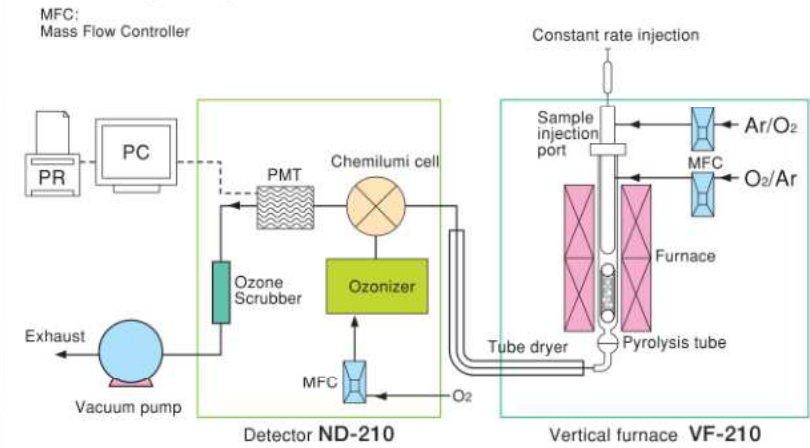 MFC:
Mass Flow Controller
Constant rate injection
Sample
injection
port
Ar/O₂
MFC
O₂/Ar
Furnace
Pyrolysis tube
Tube dryer
Vertical furnace VF-210
PR
PC
PMT
Chemilumi cell
Ozone
Scrubber
Ozonizer
MFC
O₂
Exhaust
Vacuum pump
Detector ND-210